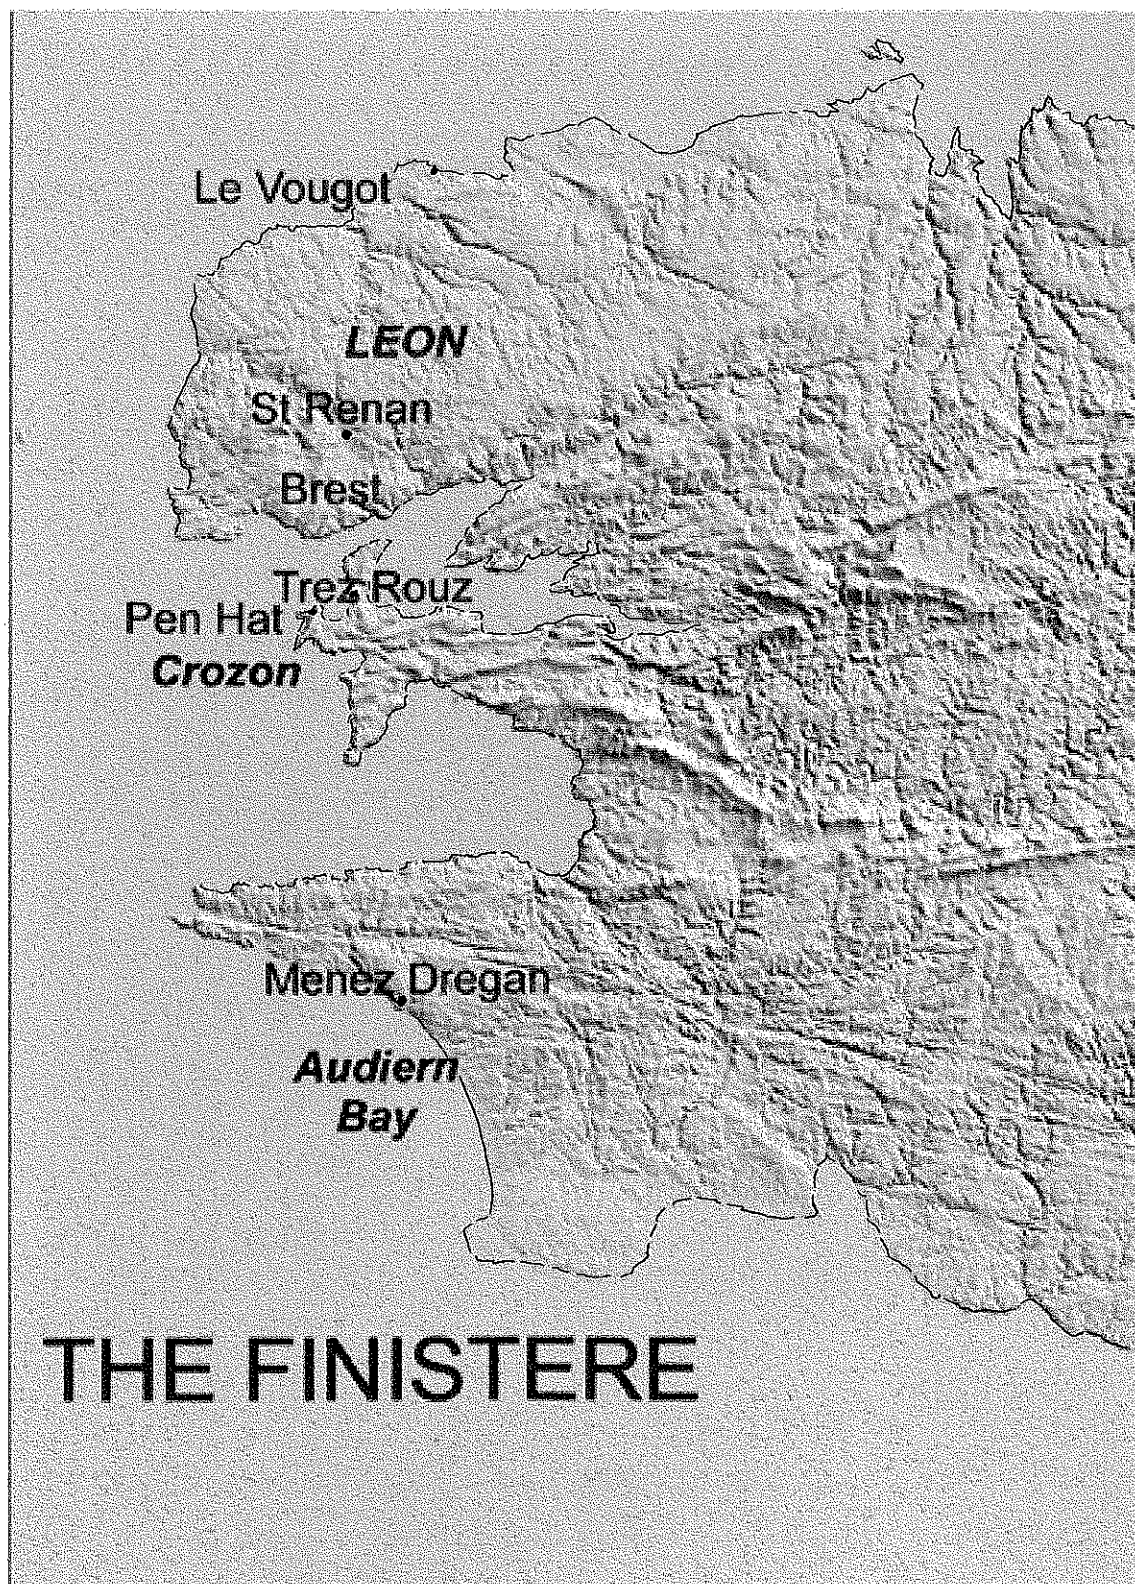 Le Vougot
LEON
St Renan
Brest
Trez Rouz
Pen Hat
Crozon
Menez Dregan
Audiern
Bay
THE FINISTERE